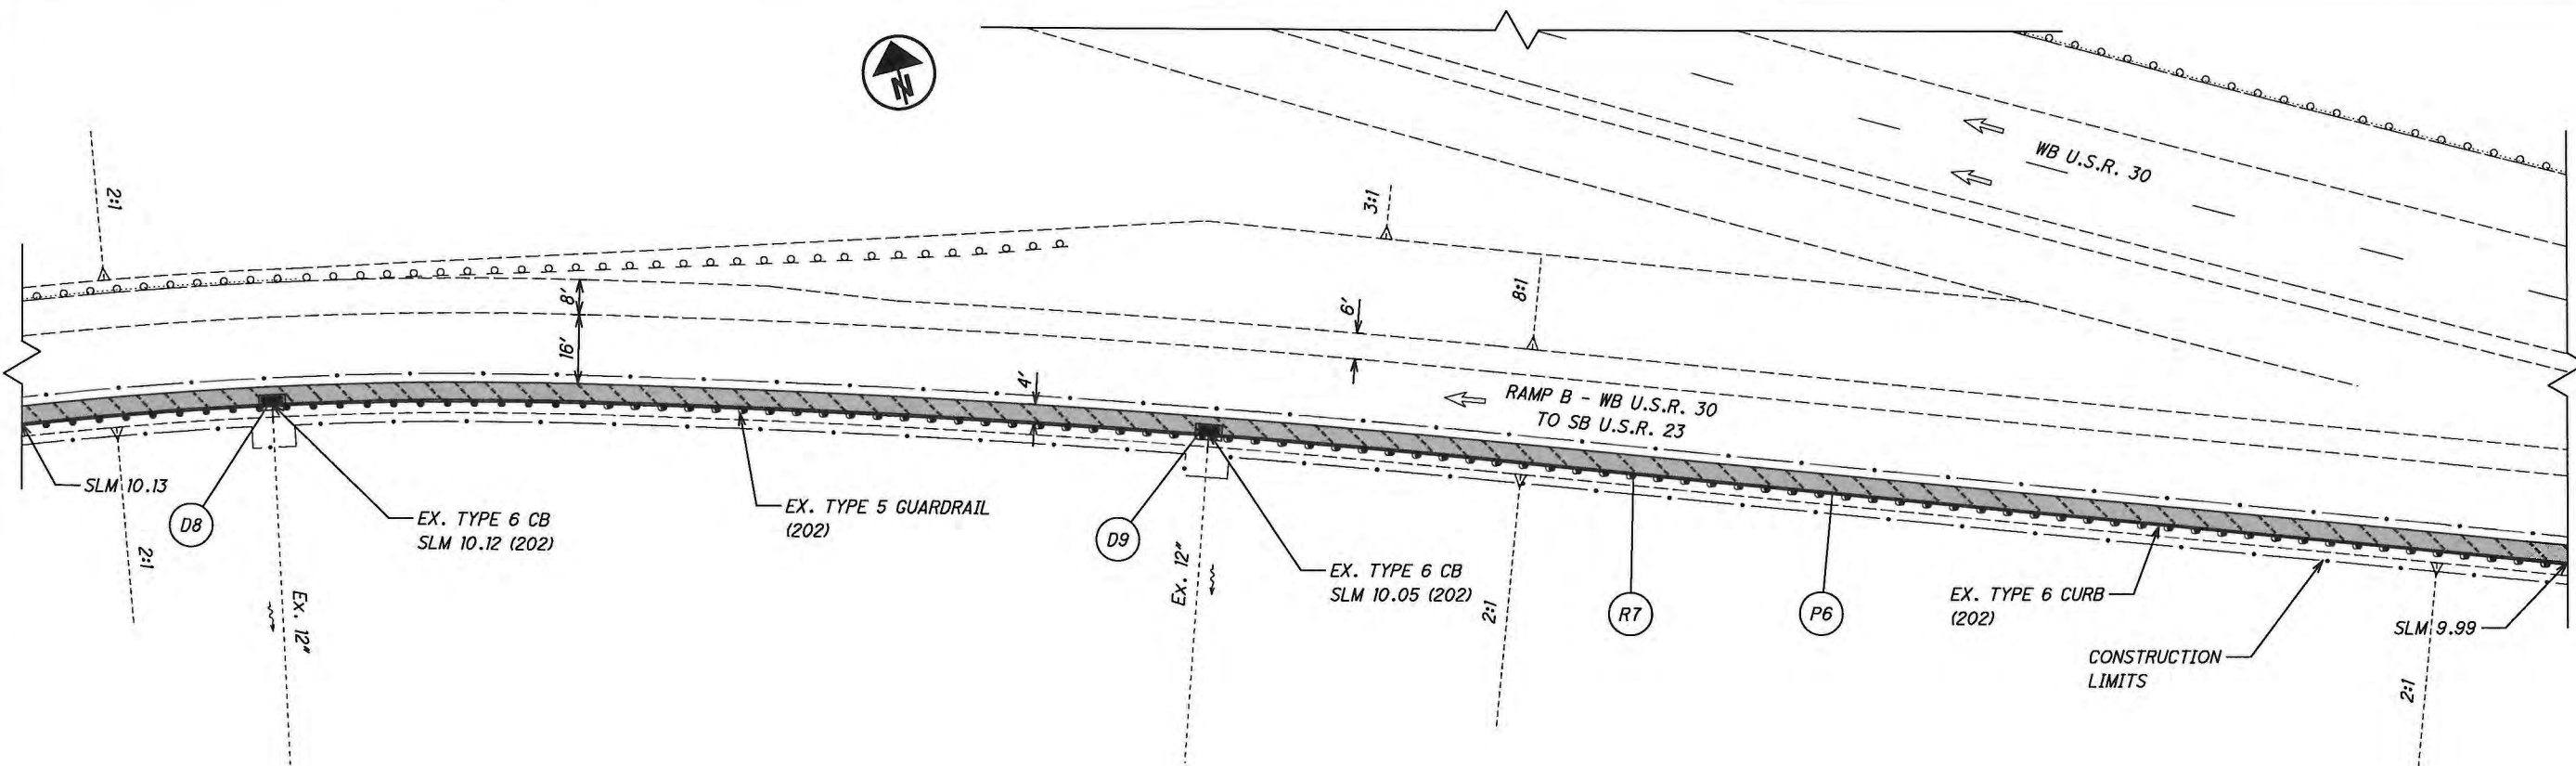 N
WB U.S.R. 30
2:1
3:1
8:1
8'
6'
16'
4'
RAMP B - WB U.S.R. 30
TO SB U.S.R. 23
SLM 10.13
D8
EX. TYPE 6 CB
SLM 10.12 (202)
EX. TYPE 5 GUARDRAIL
(202)
D9
EX. TYPE 6 CB
SLM 10.05 (202)
R7
P6
EX. TYPE 6 CURB
(202)
SLM 9.99
CONSTRUCTION
LIMITS
2:1
Ex. 12"
Ex. 12"
2:1
2:1